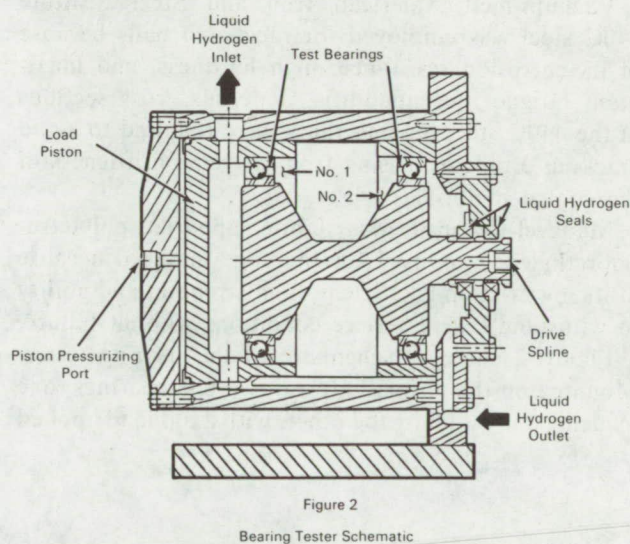 Liquid
Hydrogen
Inlet
Test Bearings
Load
Piston
No. 1
No. 2
Liquid Hydrogen
Seals
Piston Pressurizing
Port
Drive
Spline
Liquid
Hydrogen
Outlet
Figure 2
Bearing Tester Schematic